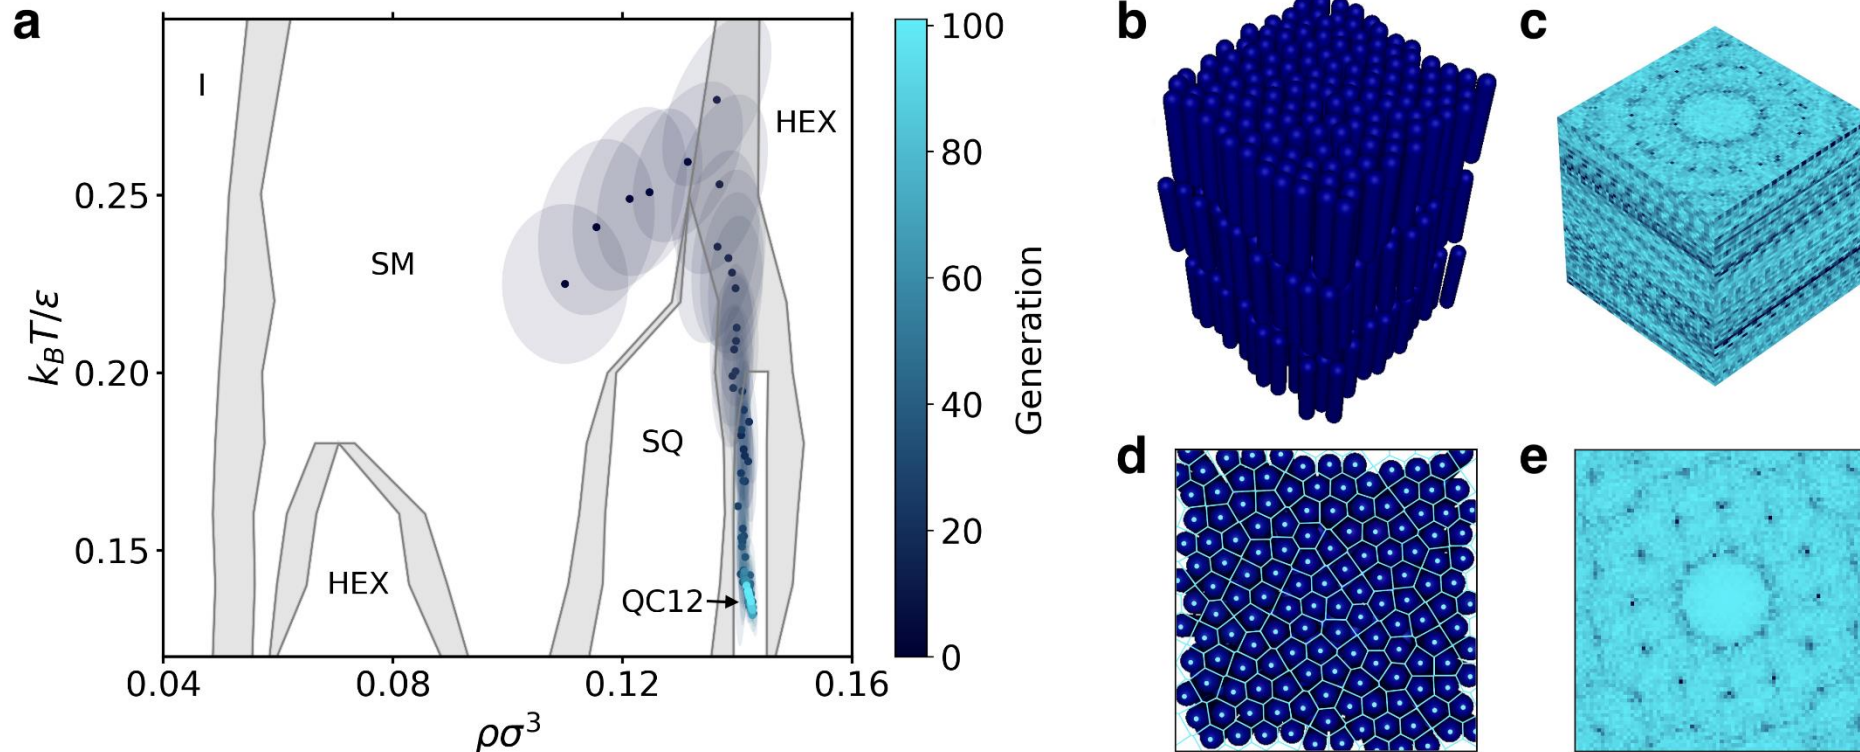 a
I
SM
HEX
SQ
HEX
QC12
0.25
0.20
0.15
0.04
0.08
0.12
0.16
k_BT/ε
ρσ³
100
80
60
40
20
0
Generation
b
c
d
e